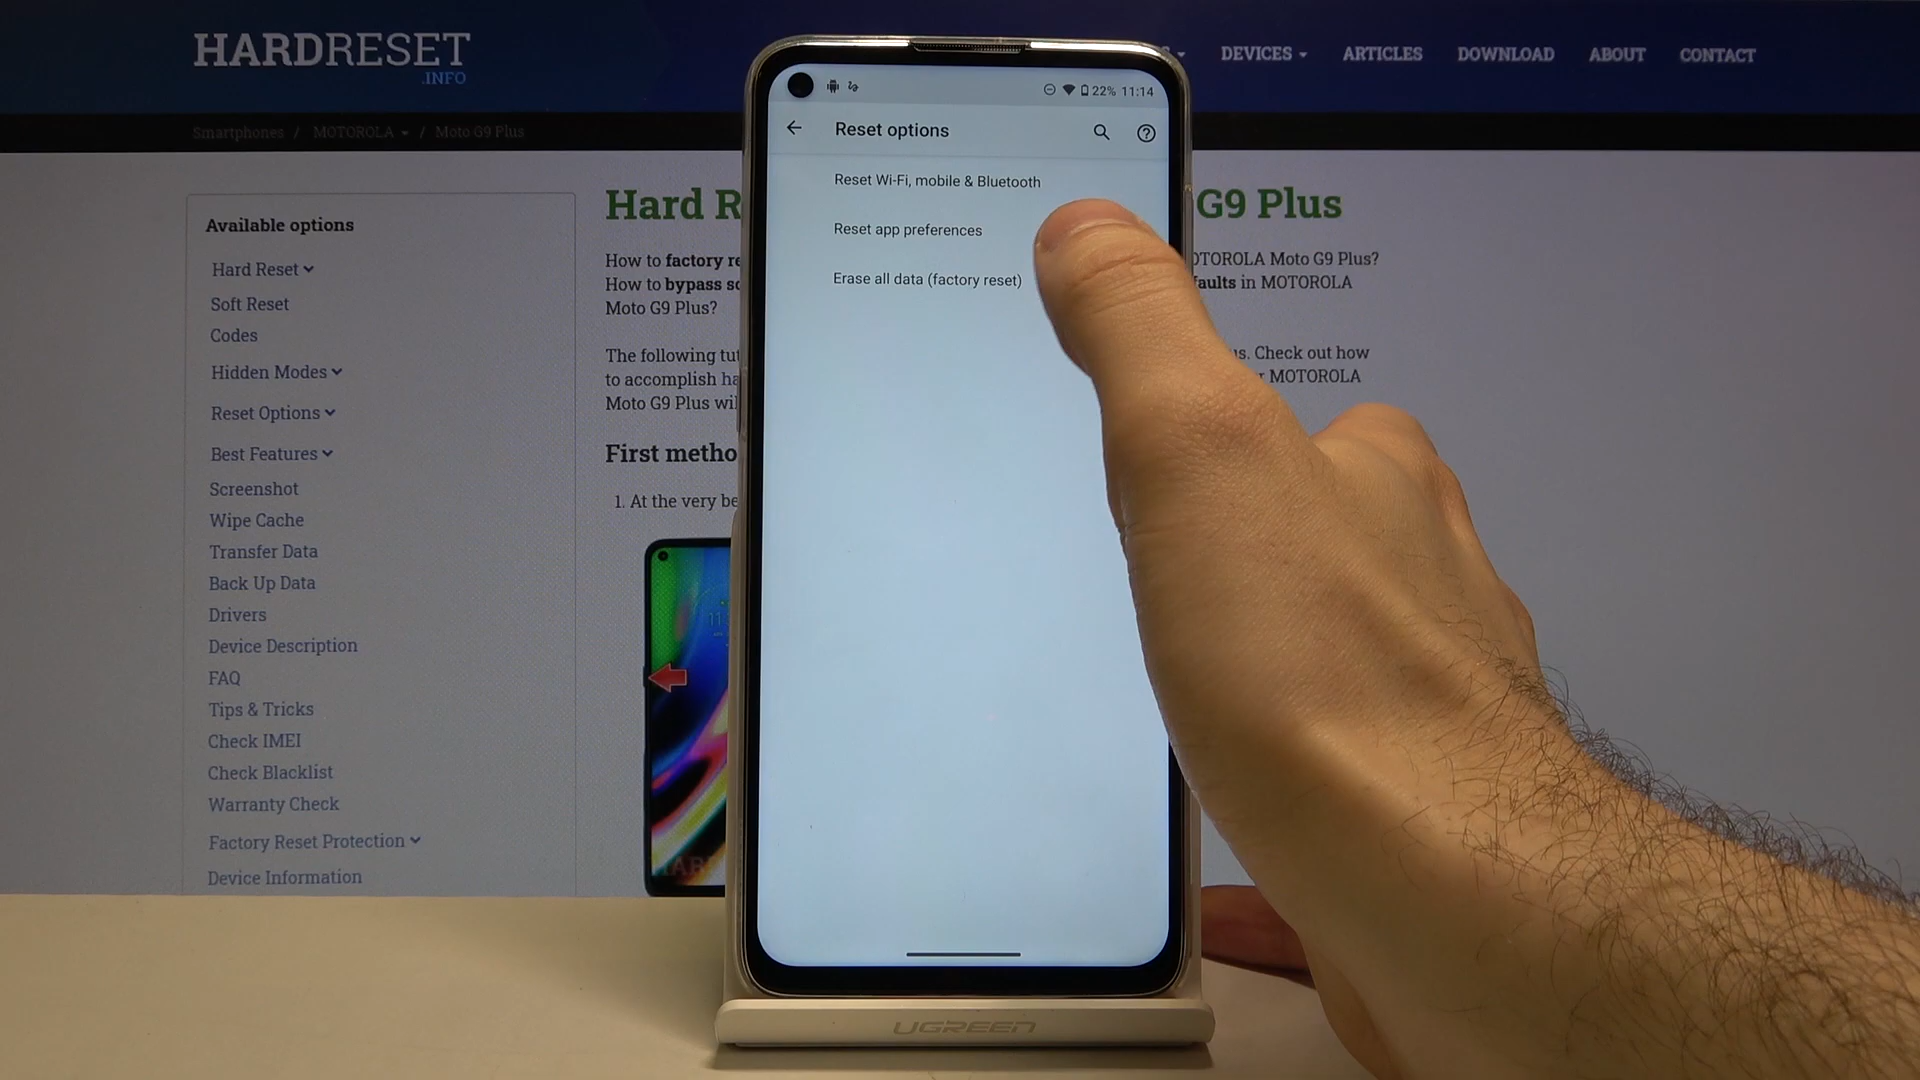 HARDRESET
.INFO
DEVICES
ARTICLES
DOWNLOAD
ABOUT
CONTACT
Smartphones / MOTOROLA / Moto G9 Plus
Available options
Hard Reset
Soft Reset
Codes
Hidden Modes
Reset Options
Best Features
Screenshot
Wipe Cache
Transfer Data
Back Up Data
Drivers
Device Description
FAQ
Tips & Tricks
Check IMEI
Check Blacklist
Warranty Check
Factory Reset Protection
Device Information
Hard R
G9 Plus
How to factory re
MOTOROLA Moto G9 Plus?
How to bypass sc
aults in MOTOROLA
Moto G9 Plus?
The following tut
us. Check out how
to accomplish ha
r MOTOROLA
Moto G9 Plus wil
First metho
1. At the very be
22% 11:14
Reset options
Reset Wi-Fi, mobile & Bluetooth
Reset app preferences
Erase all data (factory reset)
UGREEN